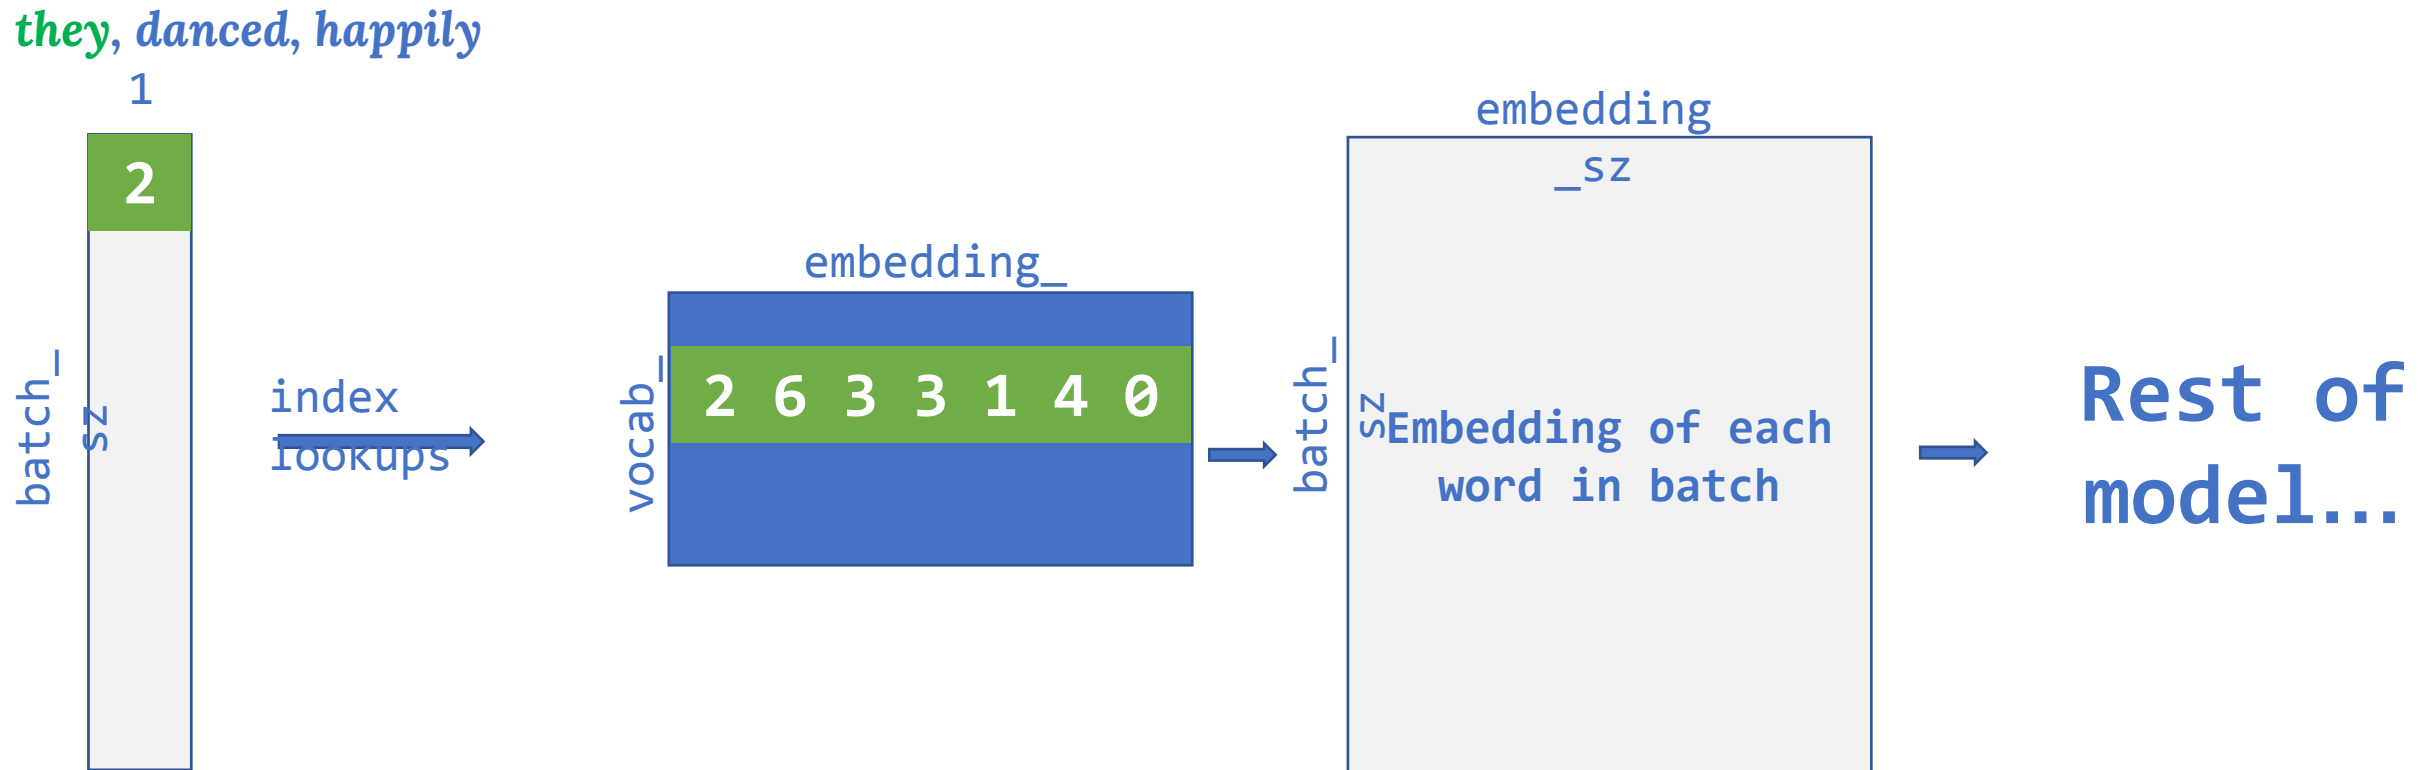 they, danced, happily
1
2
batch_
sz
index
lookups
embedding_
vocab_
2 6 3 3 1 4 0
embedding
_sz
batch_
sz
Embedding of each
word in batch
Rest of
model...